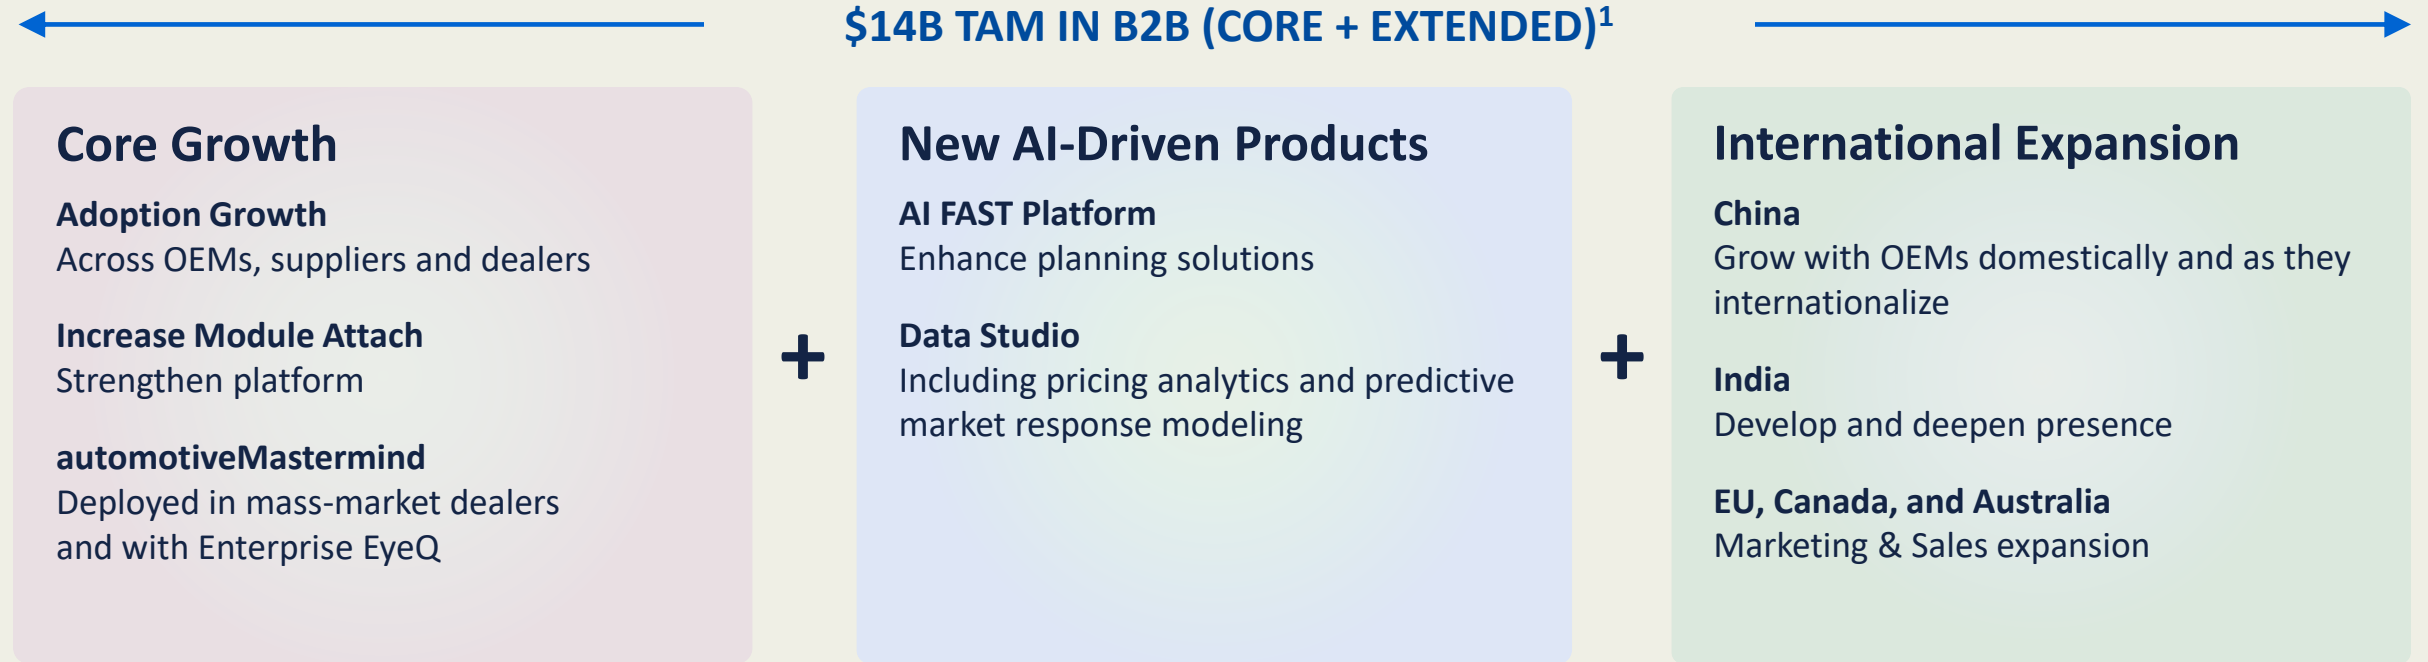 $14B TAM IN B2B (CORE + EXTENDED)¹
Core Growth
Adoption Growth
Across OEMs, suppliers and dealers
Increase Module Attach
Strengthen platform
automotiveMastermind
Deployed in mass-market dealers
and with Enterprise EyeQ
+
New AI-Driven Products
AI FAST Platform
Enhance planning solutions
Data Studio
Including pricing analytics and predictive
market response modeling
+
International Expansion
China
Grow with OEMs domestically and as they
internationalize
India
Develop and deepen presence
EU, Canada, and Australia
Marketing & Sales expansion